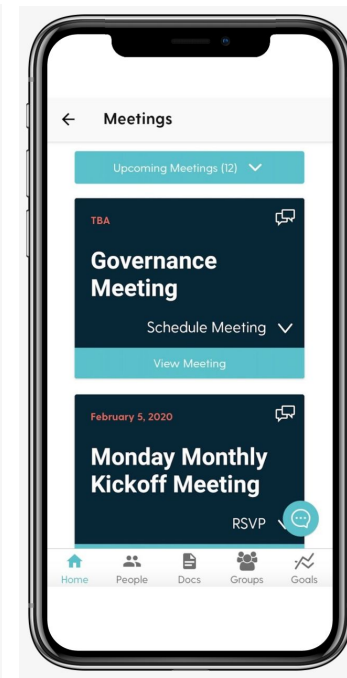 Meetings
Upcoming Meetings (12)
TBA
Governance
Meeting
Schedule Meeting
View Meeting
February 5, 2020
Monday Monthly
Kickoff Meeting
RSVP
Home People Docs Groups Goals